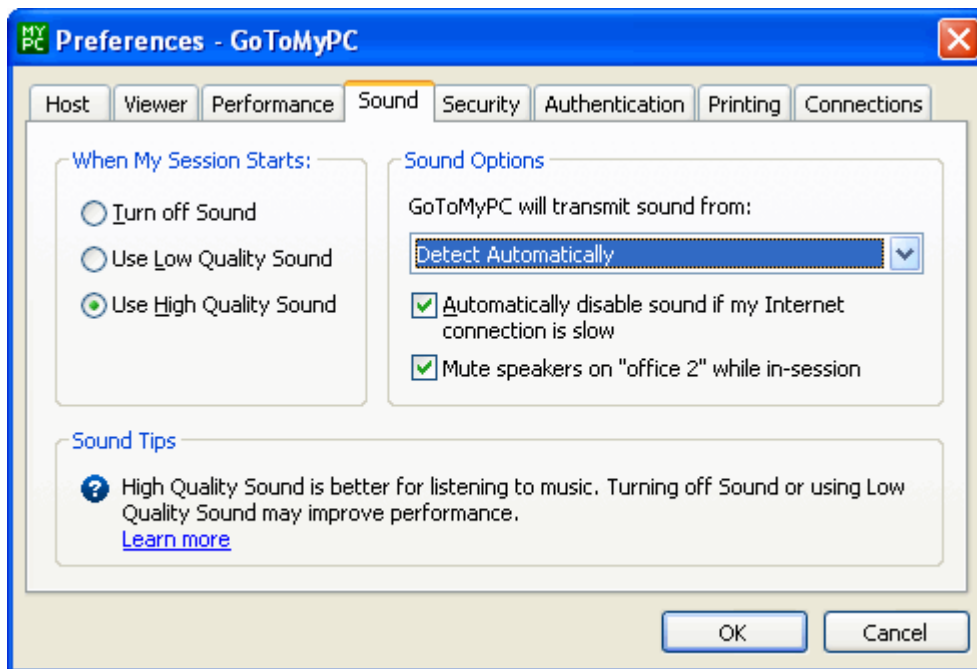 MY
PC
Preferences - GoToMyPC
Host Viewer Performance Sound Security Authentication Printing Connections
When My Session Starts:
Turn off Sound
Use Low Quality Sound
Use High Quality Sound
Sound Options
GoToMyPC will transmit sound from:
Detect Automatically
Automatically disable sound if my Internet
connection is slow
Mute speakers on "office 2" while in-session
Sound Tips
High Quality Sound is better for listening to music. Turning off Sound or using Low
Quality Sound may improve performance.
Learn more
OK Cancel